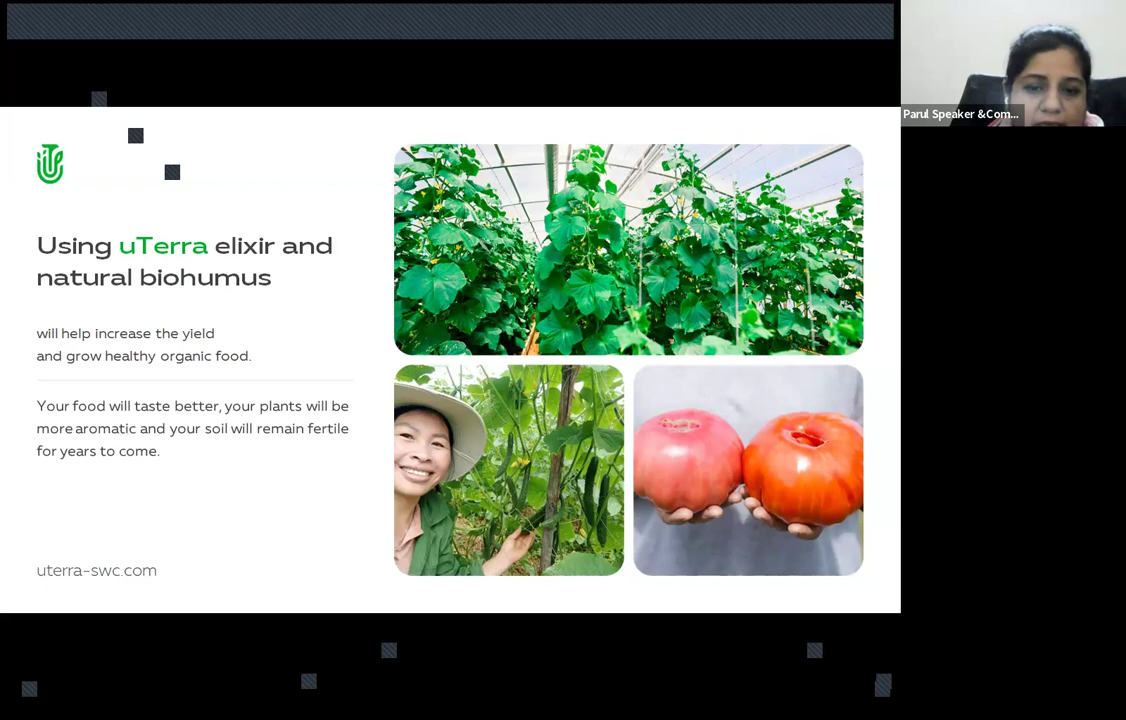 Parul Speaker &Com...
Using uTerra elixir and
natural biohumus
will help increase the yield
and grow healthy organic food.
Your food will taste better, your plants will be
more aromatic and your soil will remain fertile
for years to come.
uterra-swc.com